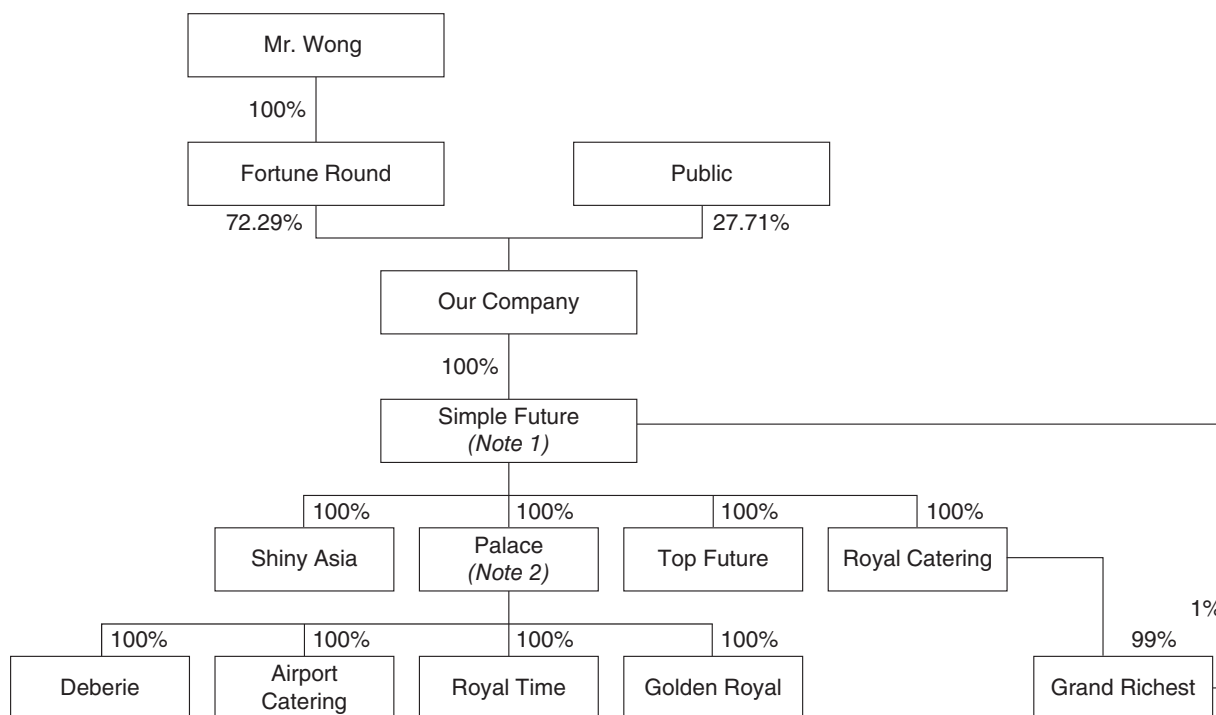 Mr. Wong
100%
Fortune Round
Public
72.29%
27.71%
Our Company
100%
Simple Future
(Note 1)
100%
100%
100%
100%
Shiny Asia
Palace
(Note 2)
Top Future
Royal Catering
1%
100%
100%
100%
100%
99%
Deberie
Airport
Catering
Royal Time
Golden Royal
Grand Richest